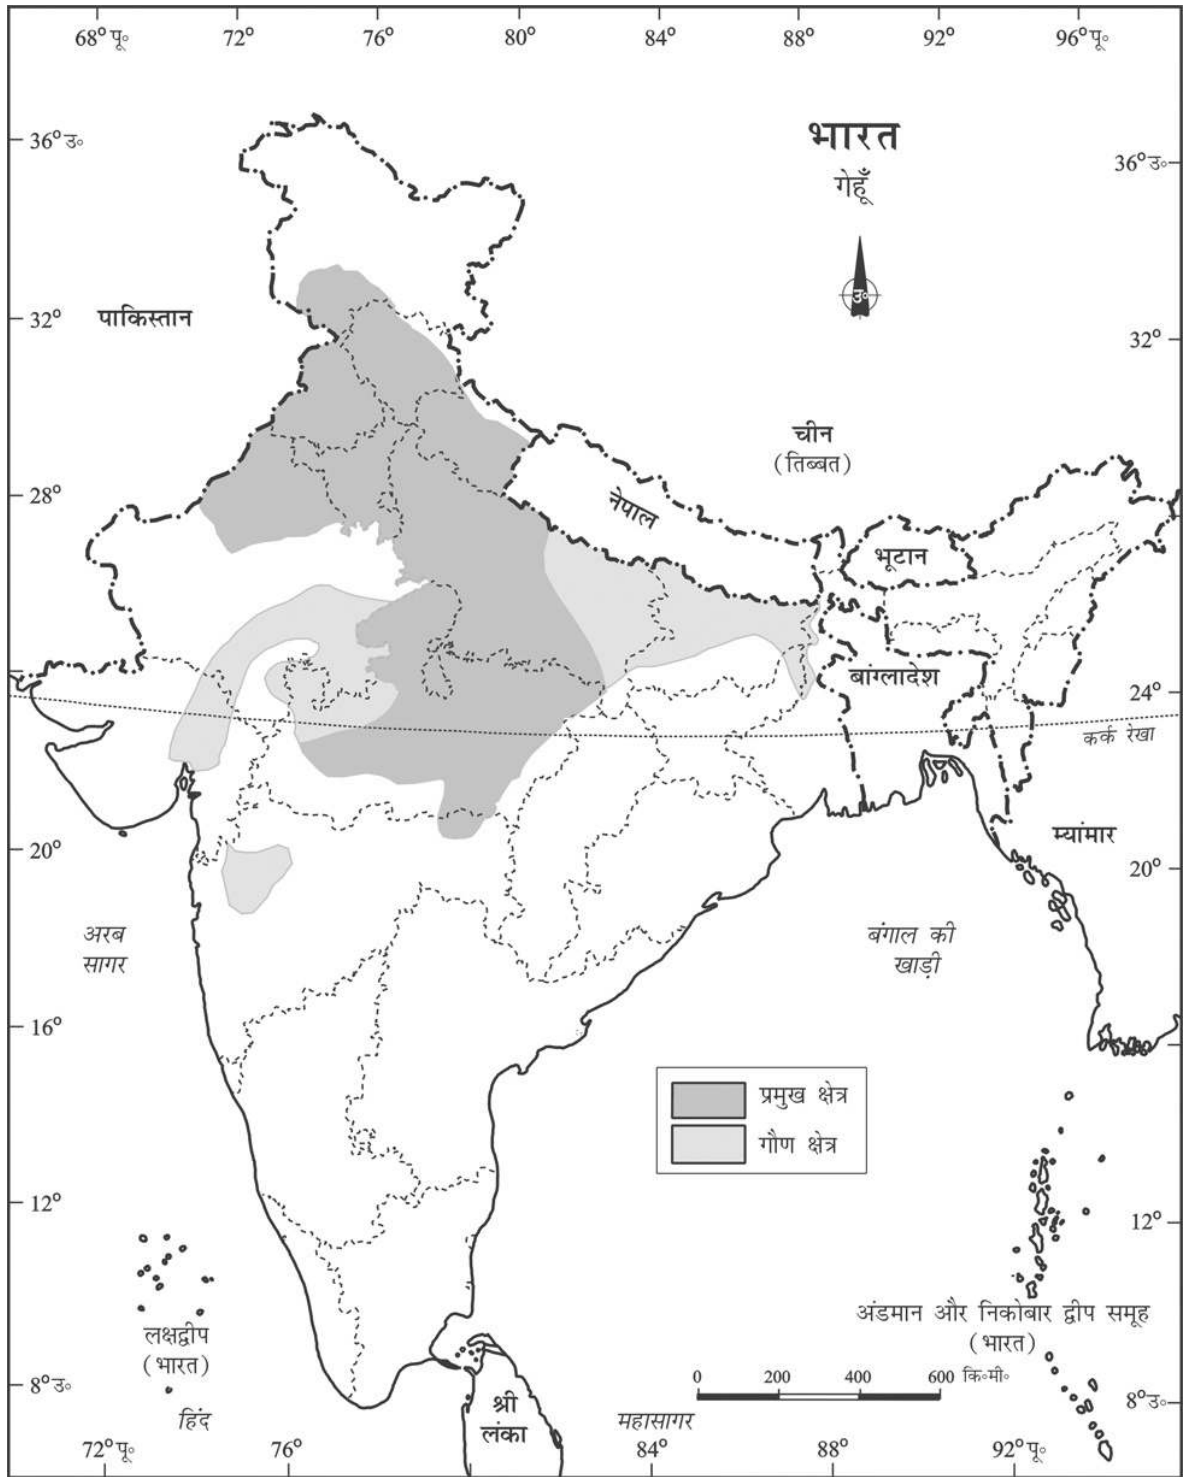 68° पू॰ 72° 76° 80° 84° 88° 92° 96° पू॰
36° उ॰
भारत
36° उ॰
गेहूँ
उ॰
पाकिस्तान
32°
32°
चीन
(तिब्बत)
28°
नेपाल
भूटान
बांग्लादेश
24°
कर्क रेखा
म्यांमार
20°
20°
अरब
सागर
बंगाल की
खाड़ी
16°
प्रमुख क्षेत्र
गौण क्षेत्र
12°
12°
अंडमान और निकोबार द्वीप समूह
(भारत)
लक्षद्वीप
(भारत)
0 200 400 600 कि॰मी॰
8° उ॰
8° उ॰
श्री
लंका
हिंद
महासागर
72° पू॰ 76° 84° 88° 92° पू॰